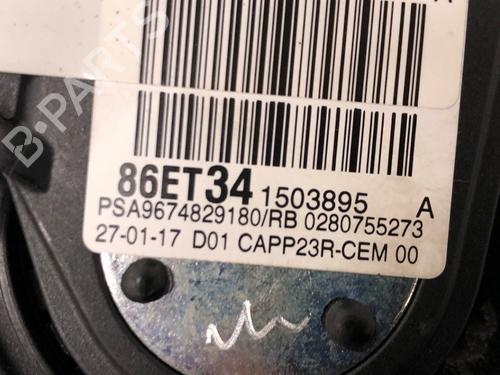 B-PARTS
86ET34 1503895 A
PSA9674829180/RB 0280755273
27-01-17 D01 CAPP23R-CEM 00